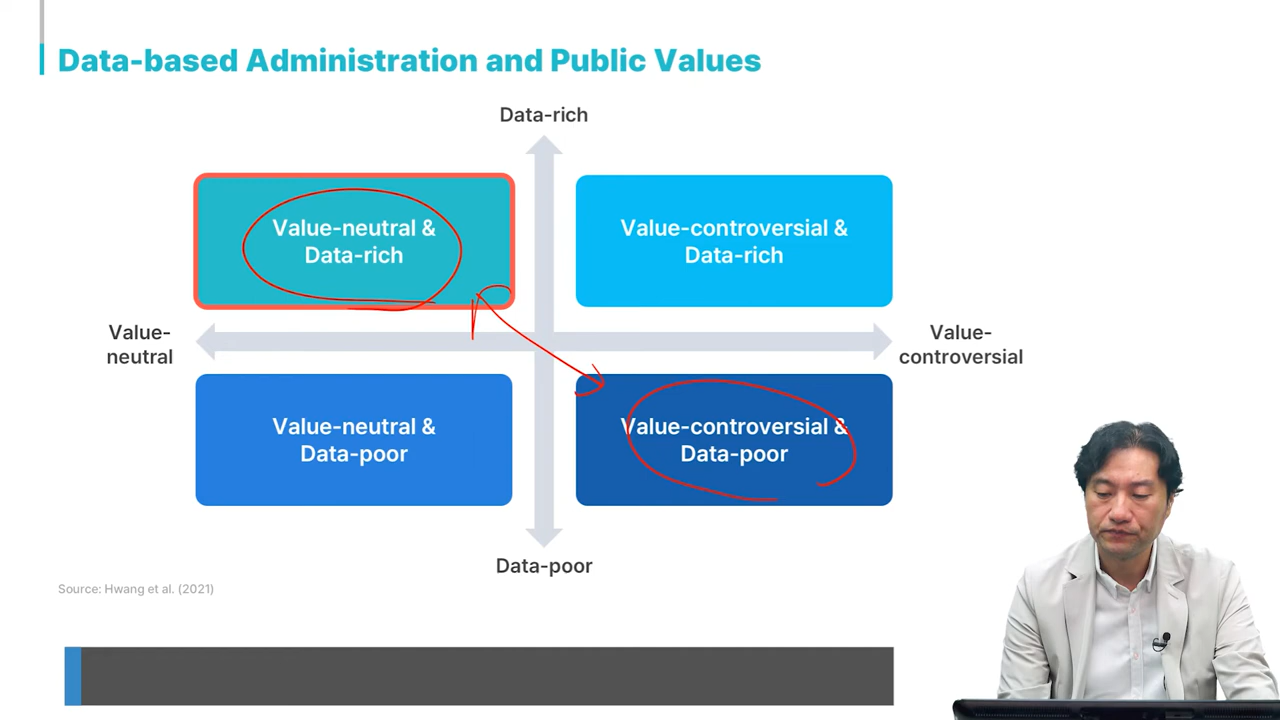 Data-based Administration and Public Values
Data-rich
Value-neutral &
Data-rich
Value-controversial &
Data-rich
Value-
neutral
Value-
controversial
Value-neutral &
Data-poor
Value-controversial &
Data-poor
Data-poor
Source: Hwang et al. (2021)